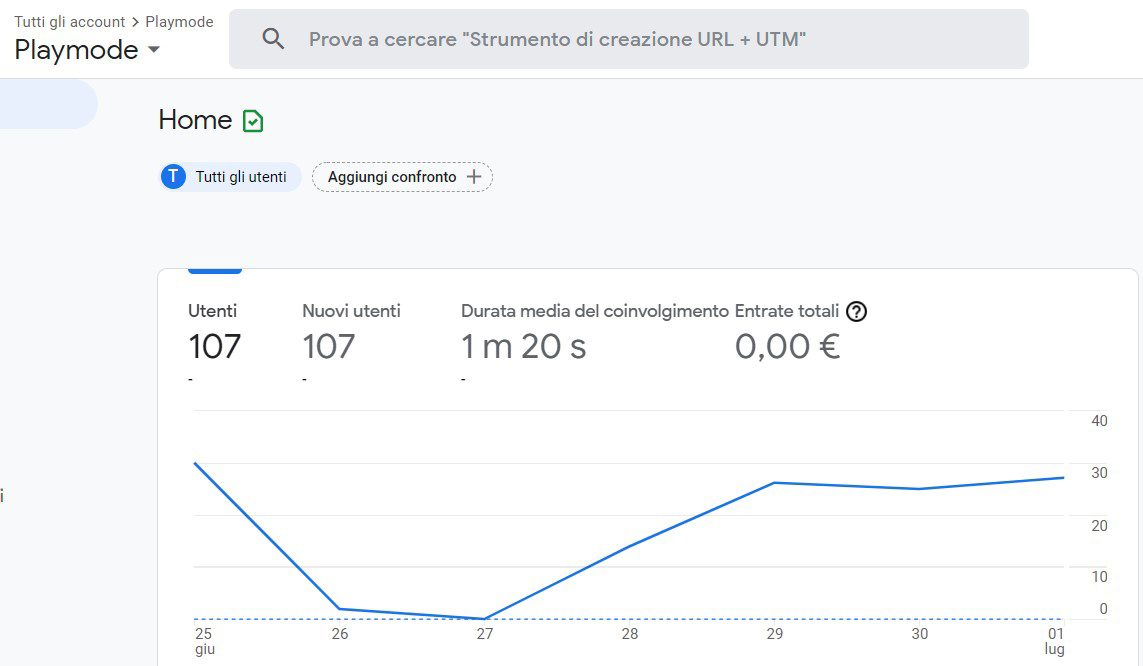 Tutti gli account > Playmode
Playmode
Prova a cercare "Strumento di creazione URL + UTM"
Home
T Tutti gli utenti
Aggiungi confronto +
Utenti
107
-
Nuovi utenti
107
-
Durata media del coinvolgimento
1 m 20 s
-
Entrate totali ?
0,00 €
40
30
20
10
0
i
25 26 27 28 29 30 01
giu lug